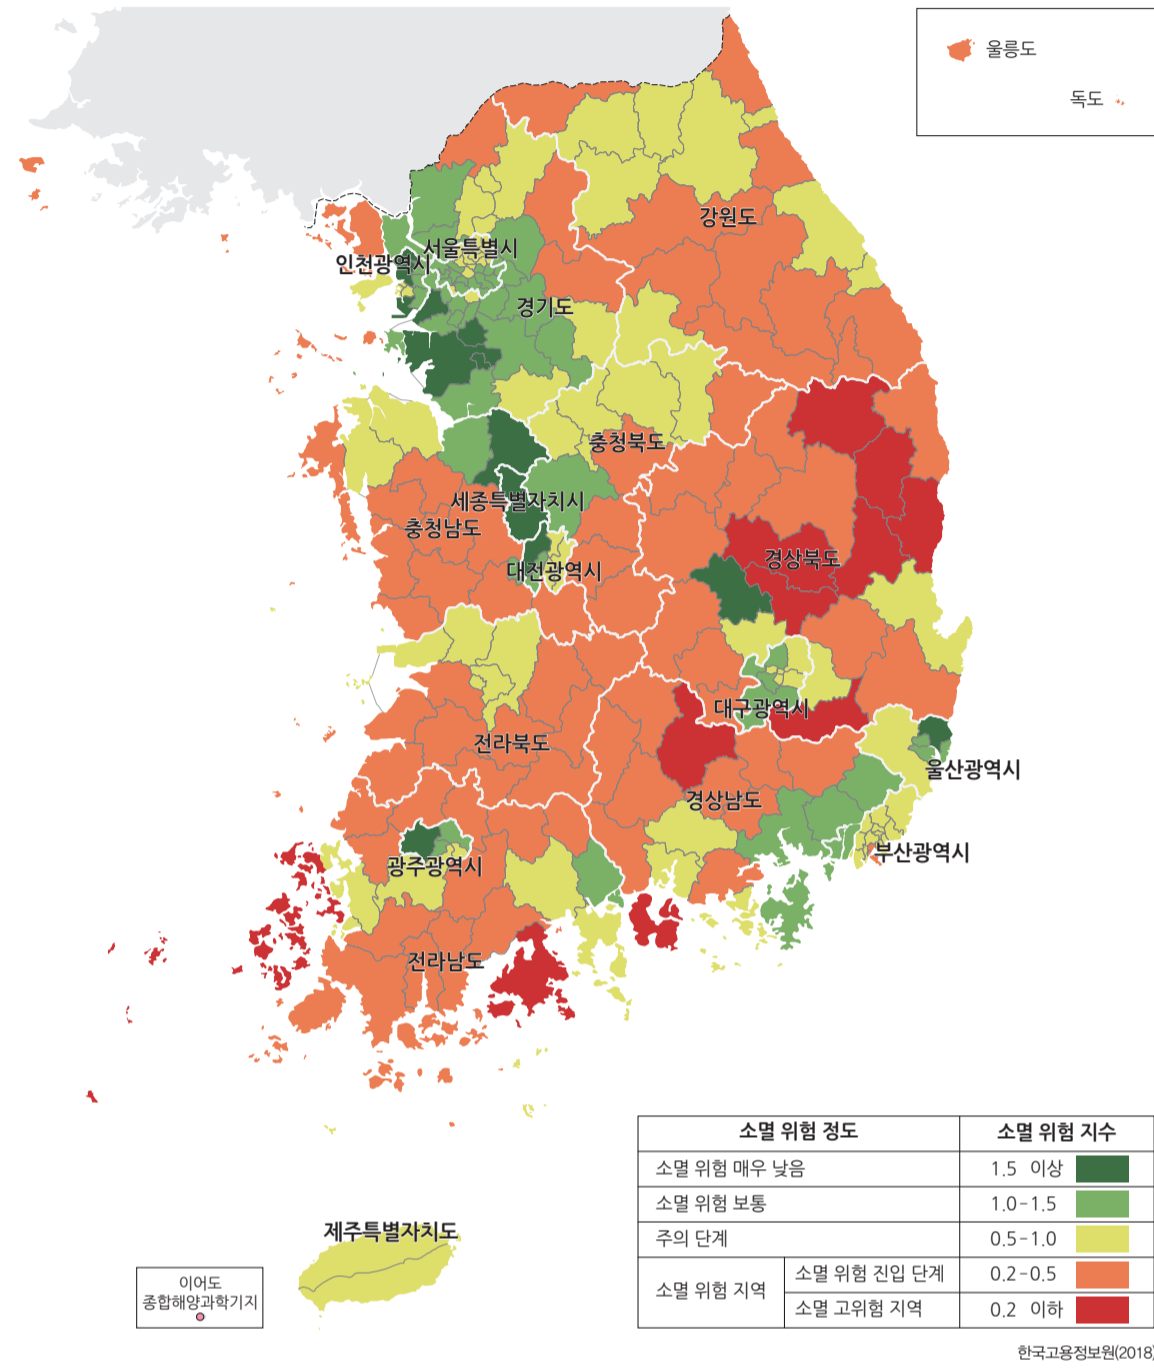 울릉도
독도
강원도
서울특별시
인천광역시
경기도
충청북도
세종특별자치시
충청남도
경상북도
대전광역시
대구광역시
전라북도
울산광역시
경상남도
부산광역시
광주광역시
전라남도
제주특별자치도
이어도
종합해양과학기지
소멸 위험 정도 소멸 위험 지수
소멸 위험 매우 낮음 1.5 이상
소멸 위험 보통 1.0-1.5
주의 단계 0.5-1.0
소멸 위험 지역 소멸 위험 진입 단계 0.2-0.5
소멸 고위험 지역 0.2 이하
한국고용정보원(2018)